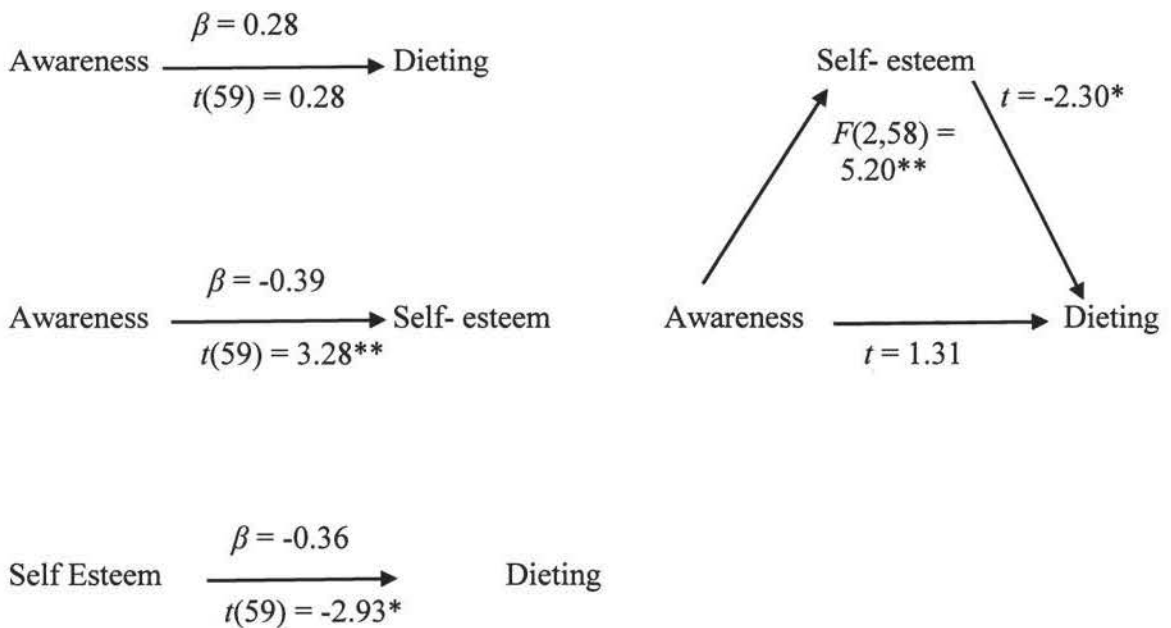 β = 0.28
Awareness Dieting
t(59) = 0.28
β = -0.39
Awareness Self- esteem
t(59) = 3.28**
β = -0.36
Self Esteem Dieting
t(59) = -2.93*
Self- esteem
t = -2.30*
F(2,58) =
5.20**
Awareness Dieting
t = 1.31